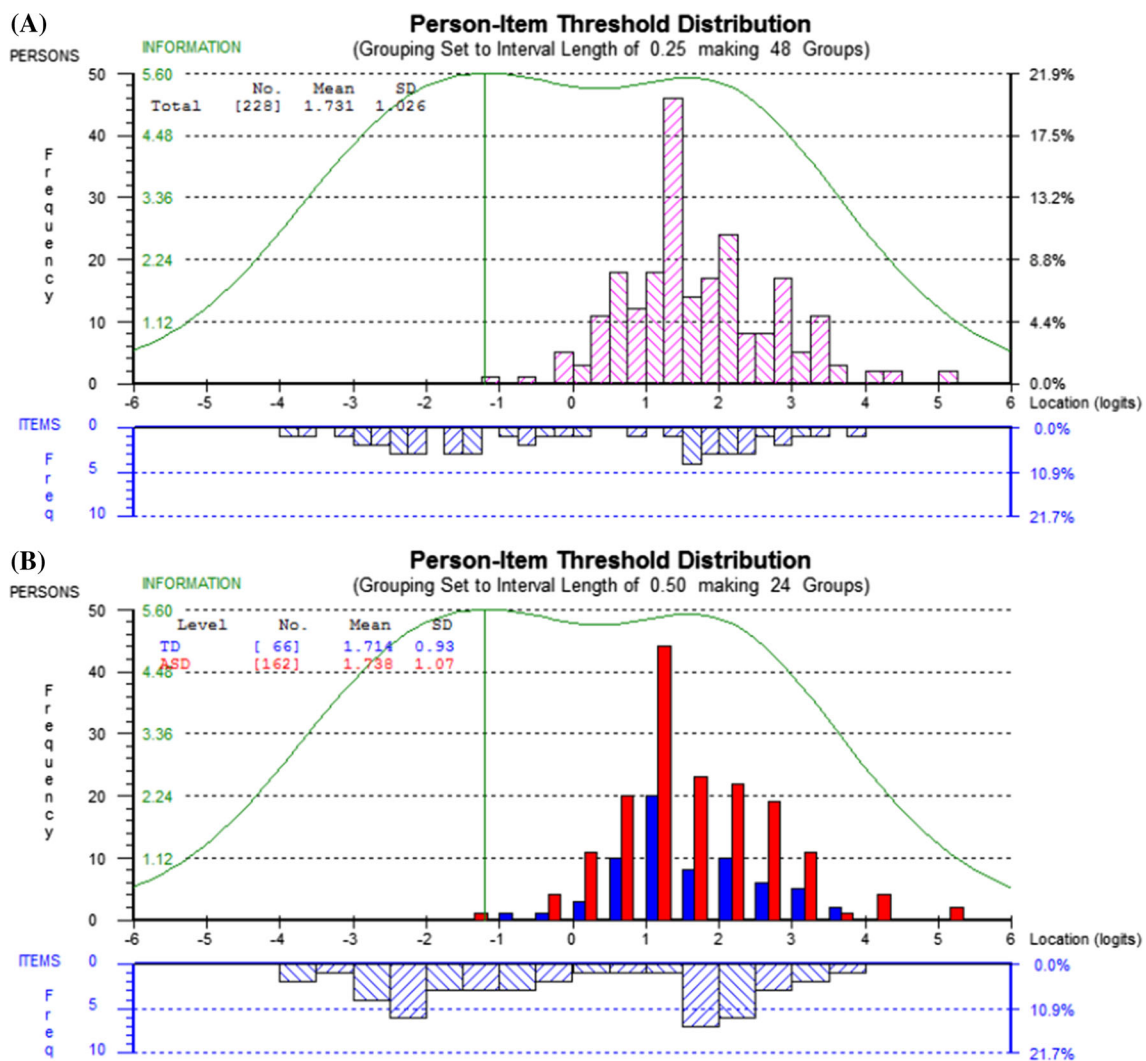 (A)
Person-Item Threshold Distribution
(Grouping Set to Interval Length of 0.25 making 48 Groups)
PERSONS
INFORMATION
No. Mean SD
Total [228] 1.731 1.026
50 5.60 21.9%
40 4.48 17.5%
30 3.36 13.2%
20 2.24 8.8%
10 1.12 4.4%
0 0.0%
Frequency
-6 -5 -4 -3 -2 -1 0 1 2 3 4 5 6 Location (logits)
ITEMS 0 0.0%
Freq
5 10.9%
10 21.7%
(B)
Person-Item Threshold Distribution
(Grouping Set to Interval Length of 0.50 making 24 Groups)
PERSONS
INFORMATION
Level No. Mean SD
TD [ 66] 1.714 0.93
ASD [162] 1.738 1.07
50 5.60
40 4.48
30 3.36
20 2.24
10 1.12
0
Frequency
-6 -5 -4 -3 -2 -1 0 1 2 3 4 5 6 Location (logits)
ITEMS 0 0.0%
Freq
5 10.9%
10 21.7%